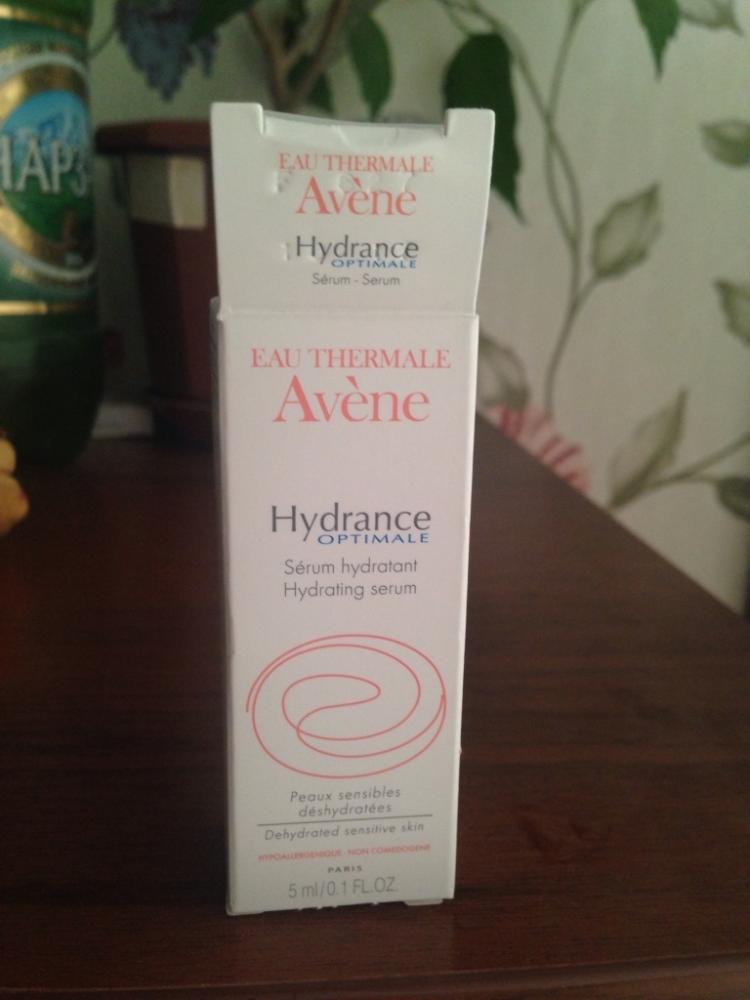 EAU THERMALE
Avène
Hydrance
OPTIMALE
Sérum - Serum
EAU THERMALE
Avène
Hydrance
OPTIMALE
Sérum hydratant
Hydrating serum
Peaux sensibles
déshydratées
Dehydrated sensitive skin
HYPOALLERGENIQUE - NON COMEDOGENE
PARIS
5 ml/0.1 FL.OZ.